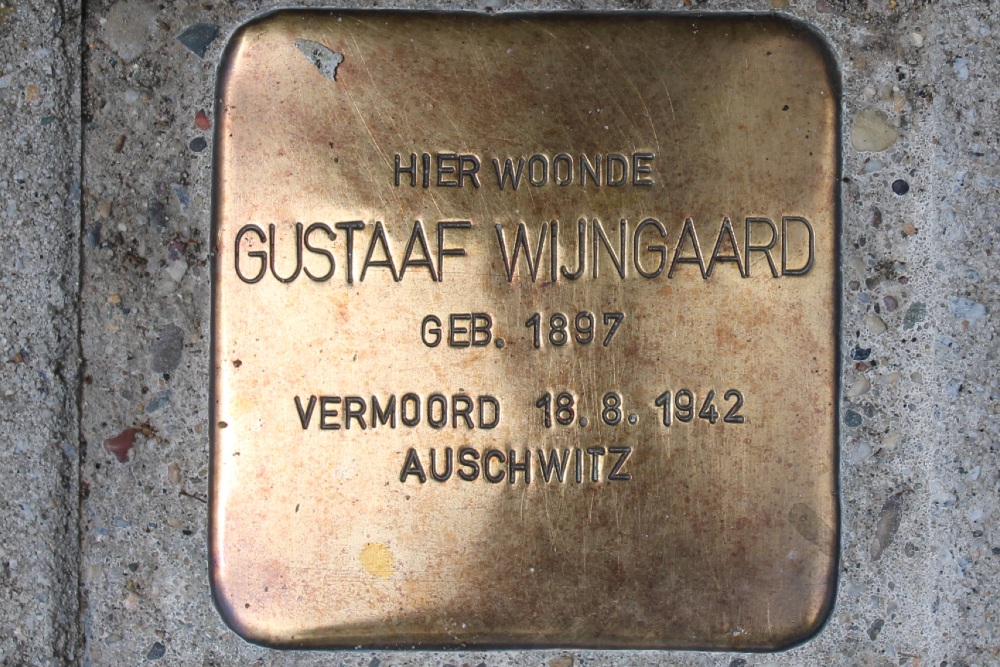 HIER WOONDE
GUSTAAF WIJNGAARD
GEB. 1897
VERMOORD 18.8.1942
AUSCHWITZ